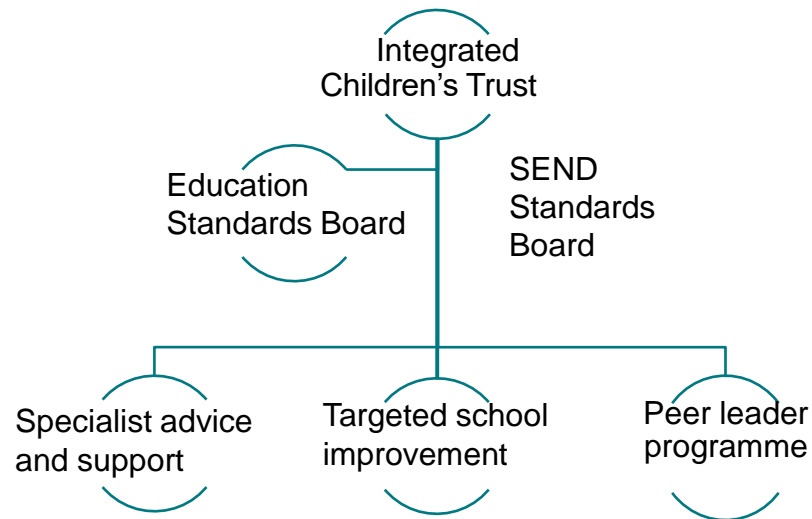 Integrated
Children’s Trust
Education
Standards Board
SEND
Standards
Board
Specialist advice
and support
Targeted school
improvement
Peer leader
programme